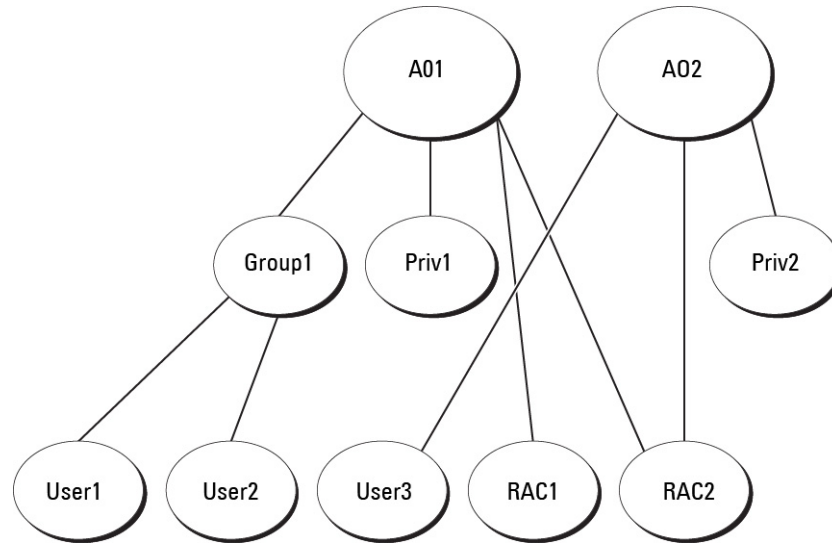 A01
AO2
Group1
Priv1
Priv2
User1
User2
User3
RAC1
RAC2